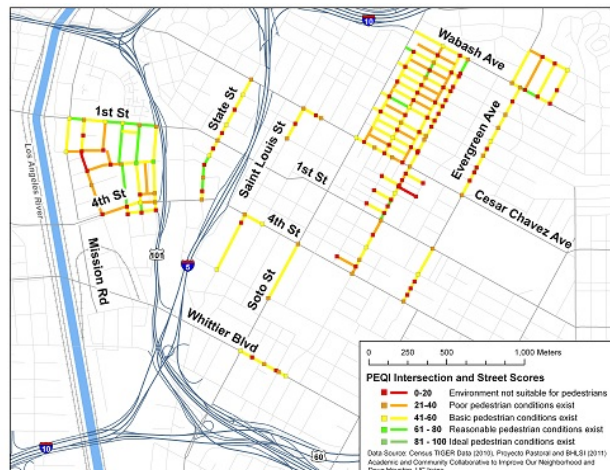 10
Wabash Ave
1st St
State St
Saint Louis St
Evergreen Ave
Los Angeles River
1st St
4th St
4th St
Cesar Chavez Ave
Mission Rd
101
5
Soto St
Whittier Blvd
0 250 500 1,000 Meters
PEQI Intersection and Street Scores
0-20 Environment not suitable for pedestrians
21-40 Poor pedestrian conditions exist
41-60 Basic pedestrian conditions exist
61 - 80 Reasonable pedestrian conditions exist
81 - 100 Ideal pedestrian conditions exist
10
60
Data Source: Census TIGER Data (2010), Proyecto Pastoral and BHLSI (2011)
Academic and Community Collaboration to Improve Our Neighborhood and